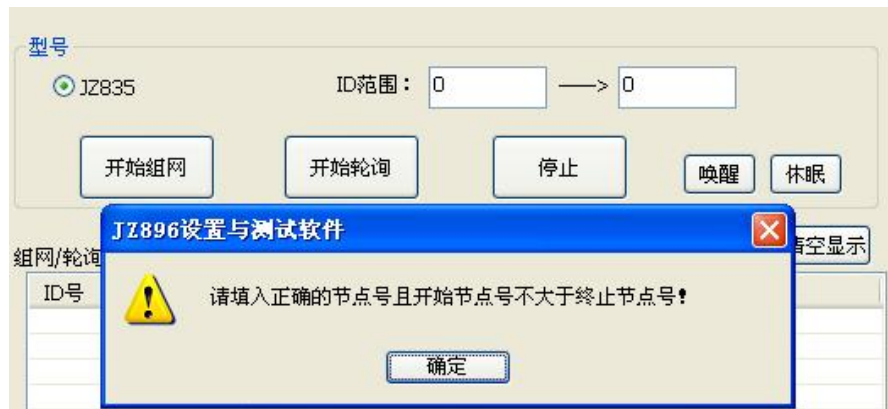 型号
JZ835
ID范围： 0 ——> 0
开始组网 开始轮询 停止 唤醒 休眠
JZ896设置与测试软件
组网/轮询
空显示
ID号
请填入正确的节点号且开始节点号不大于终止节点号！
确定